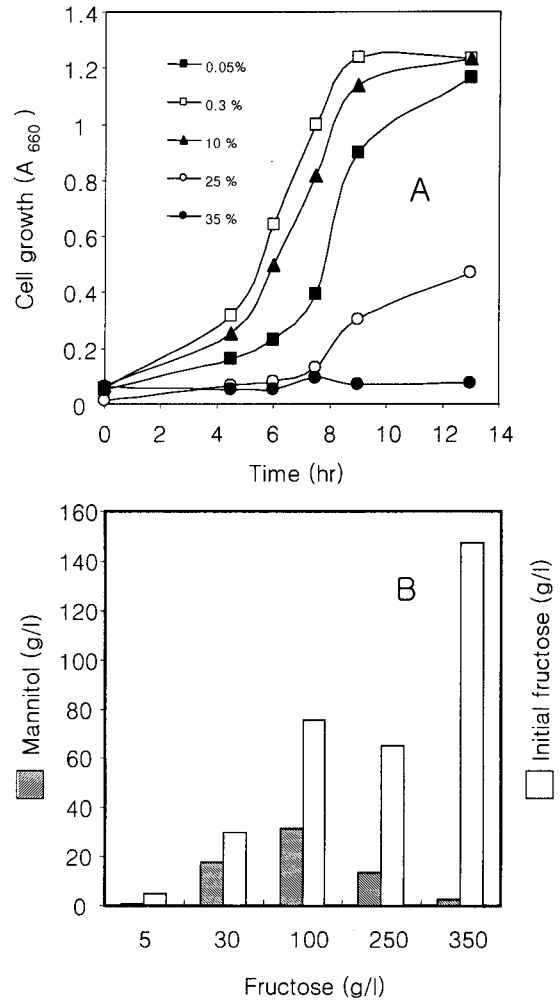 1.4
1.2
1
0.8
0.6
0.4
0.2
0
Cell growth (A 660)
0.05%
0.3 %
10 %
25 %
35 %
A
0 2 4 6 8 10 12 14
Time (hr)
160
140
120
100
80
60
40
20
0
Mannitol (g/l)
B
Initial fructose (g/l)
5 30 100 250 350
Fructose (g/l)